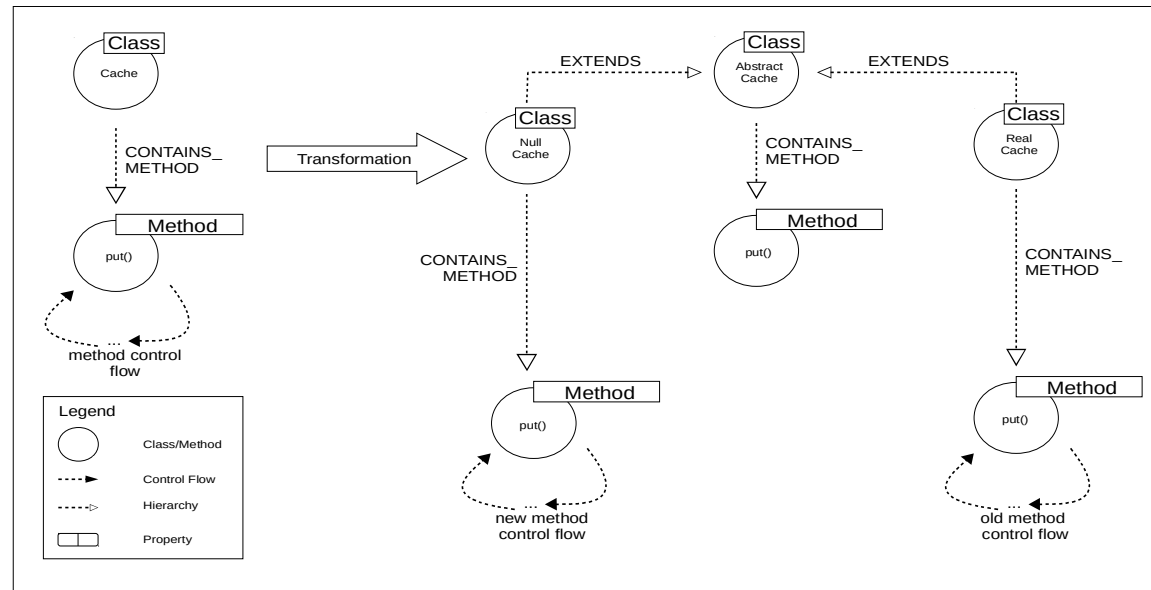 Class
Cache
CONTAINS_
METHOD
Method
put()
...
method control
flow
Transformation
Class
Null
Cache
EXTENDS
Class
Abstract
Cache
EXTENDS
Class
Real
Cache
CONTAINS_
METHOD
Method
put()
CONTAINS_
METHOD
Method
put()
...
new method
control flow
CONTAINS_
METHOD
Method
put()
...
old method
control flow
Legend
Class/Method
Control Flow
Hierarchy
Property